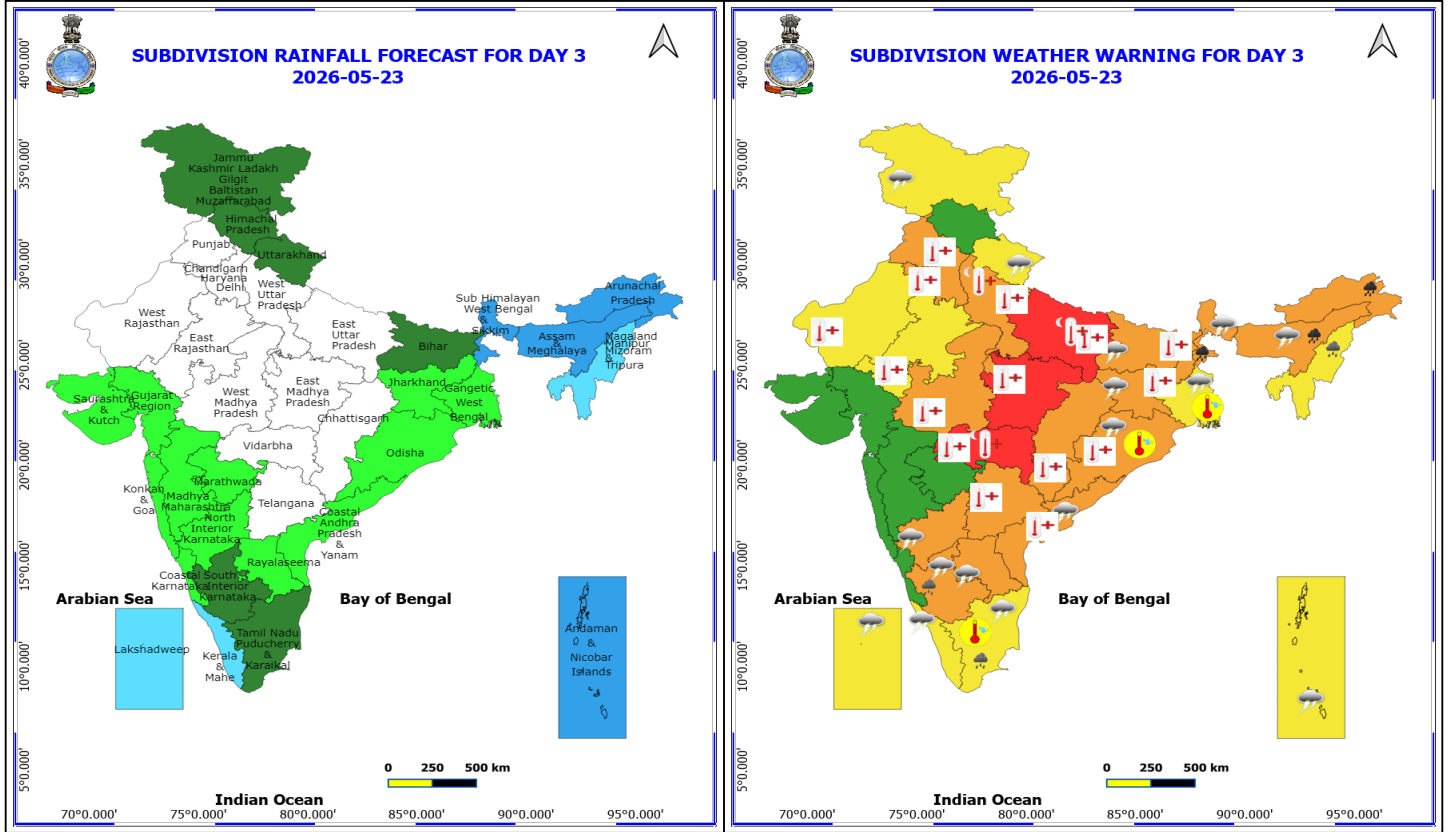 SUBDIVISION RAINFALL FORECAST FOR DAY 3
2026-05-23
40°0.000'
35°0.000'
30°0.000'
25°0.000'
20°0.000'
15°0.000'
10°0.000'
5°0.000'
Jammu
Kashmir Ladakh
Gilgit
Baltistan
Muzaffarabad
Himachal
Pradesh
Punjab
Uttarakhand
Chandigarh
Haryana
Delhi
West
Uttar
Pradesh
West
Rajasthan
East
Rajasthan
East
Uttar
Pradesh
Bihar
Sub Himalayan
West Bengal
&
Sikkim
Arunachal
Pradesh
Assam
&
Meghalaya
Nagaland
Manipur
Mizoram
&
Tripura
Saurashtra
&
Kutch
Gujarat
Region
West
Madhya
Pradesh
East
Madhya
Pradesh
Jharkhand
Gangetic
West
Bengal
Chhattisgarh
Vidarbha
Odisha
Konkan
&
Goa
Madhya
Maharashtra
Marathwada
Telangana
North
Interior
Karnataka
Coastal
Andhra
Pradesh
&
Yanam
Rayalaseema
Coastal
Karnataka
South
Interior
Karnataka
Tamil Nadu
Puducherry
&
Karaikal
Kerala
&
Mahe
Lakshadweep
Andaman
&
Nicobar
Islands
Arabian Sea
Bay of Bengal
Indian Ocean
0 250 500 km
70°0.000' 75°0.000' 80°0.000' 85°0.000' 90°0.000' 95°0.000'
SUBDIVISION WEATHER WARNING FOR DAY 3
2026-05-23
40°0.000'
35°0.000'
30°0.000'
25°0.000'
20°0.000'
15°0.000'
10°0.000'
5°0.000'
Arabian Sea
Bay of Bengal
Indian Ocean
0 250 500 km
70°0.000' 75°0.000' 80°0.000' 85°0.000' 90°0.000' 95°0.000'